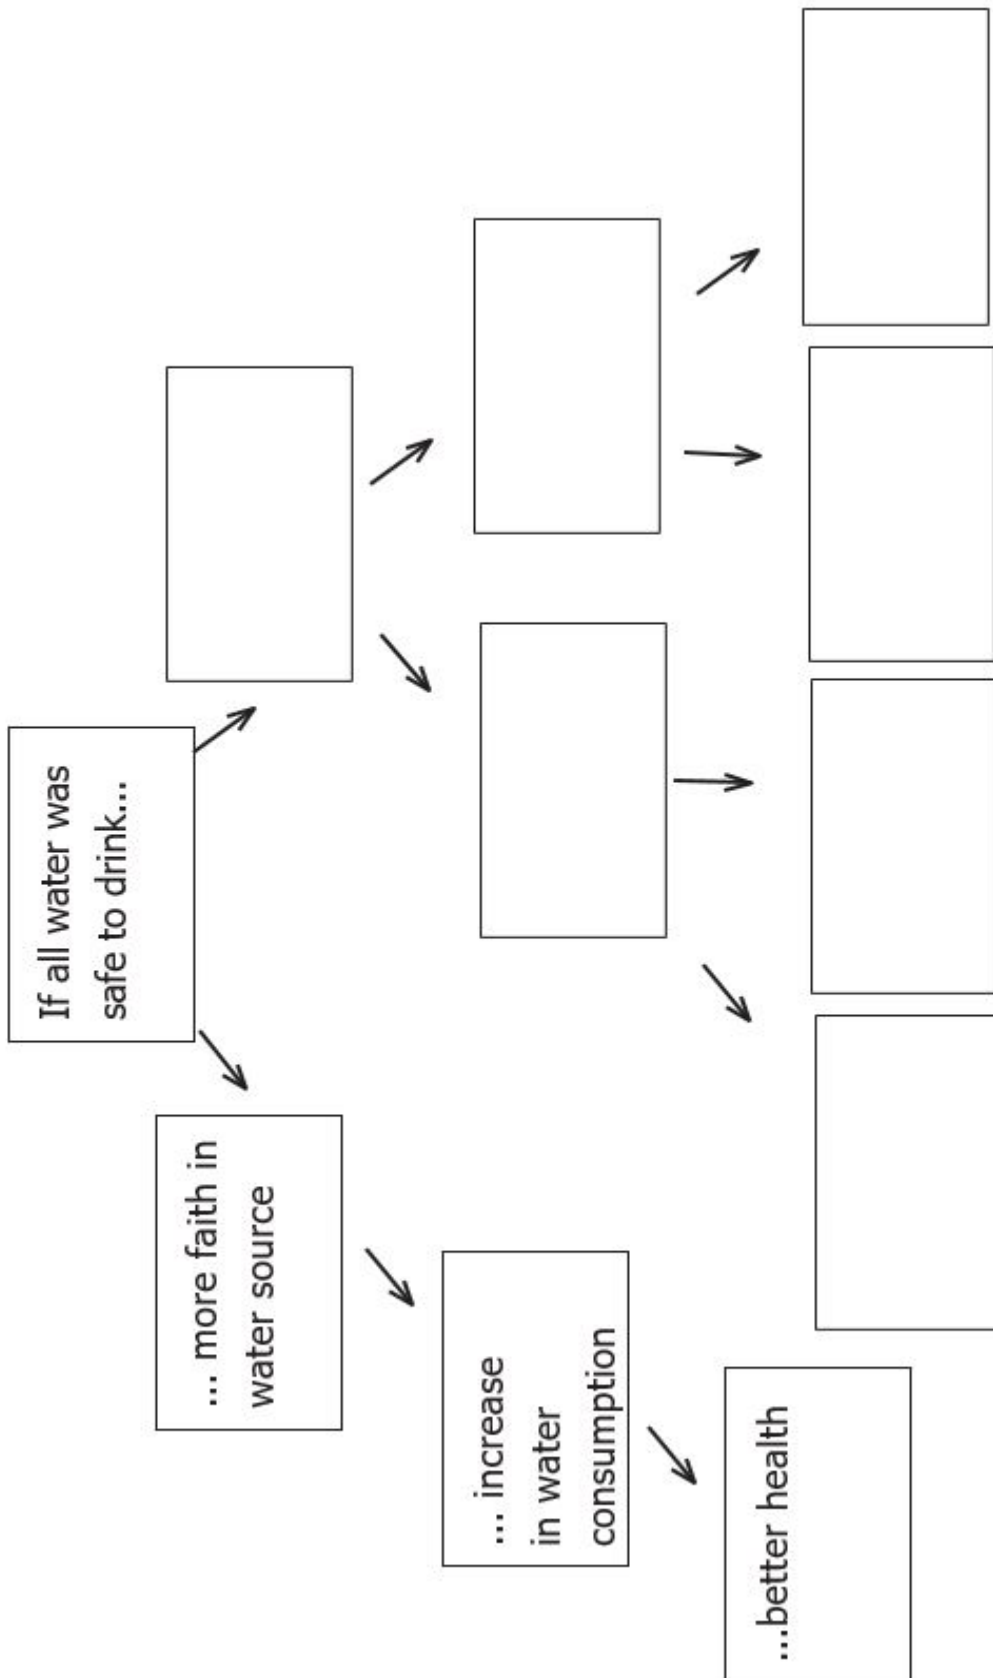 If all water was
safe to drink...
... more faith in
water source
... increase
in water
consumption
...better health